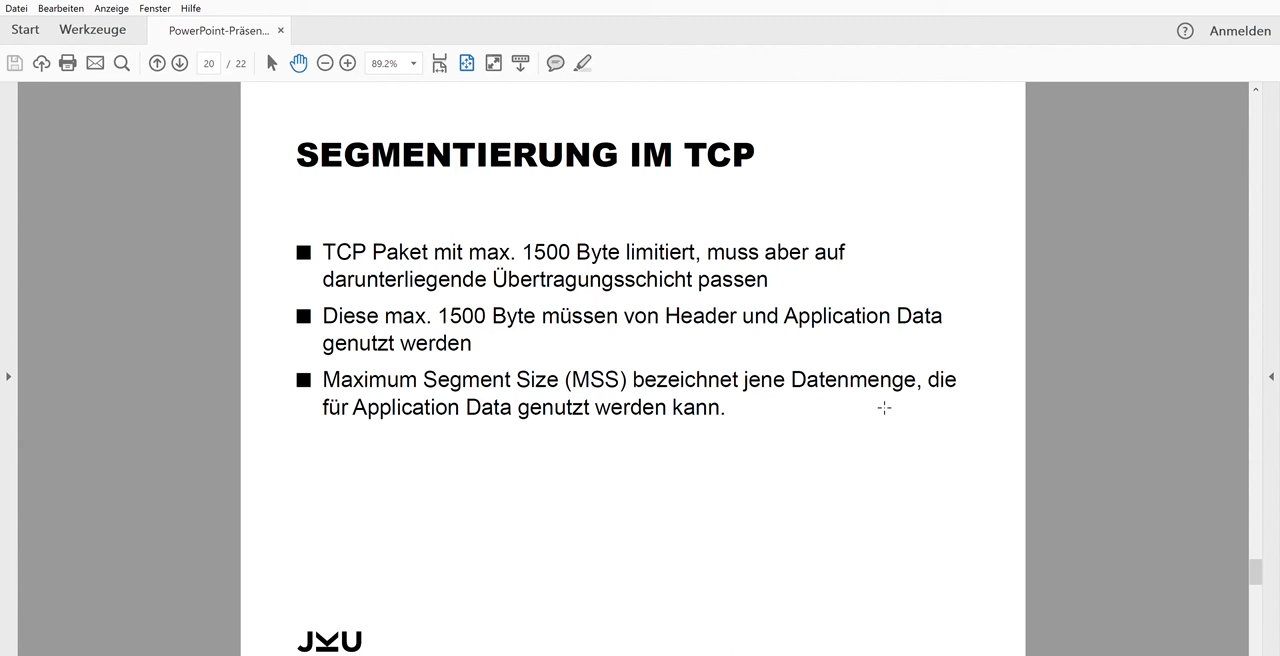 Datei Bearbeiten Anzeige Fenster Hilfe
Start Werkzeuge PowerPoint-Präsen... × Anmelden
20 / 22 89.2%
SEGMENTIERUNG IM TCP
TCP Paket mit max. 1500 Byte limitiert, muss aber auf
darunterliegende Übertragungsschicht passen
Diese max. 1500 Byte müssen von Header und Application Data
genutzt werden
Maximum Segment Size (MSS) bezeichnet jene Datenmenge, die
für Application Data genutzt werden kann.
JKU